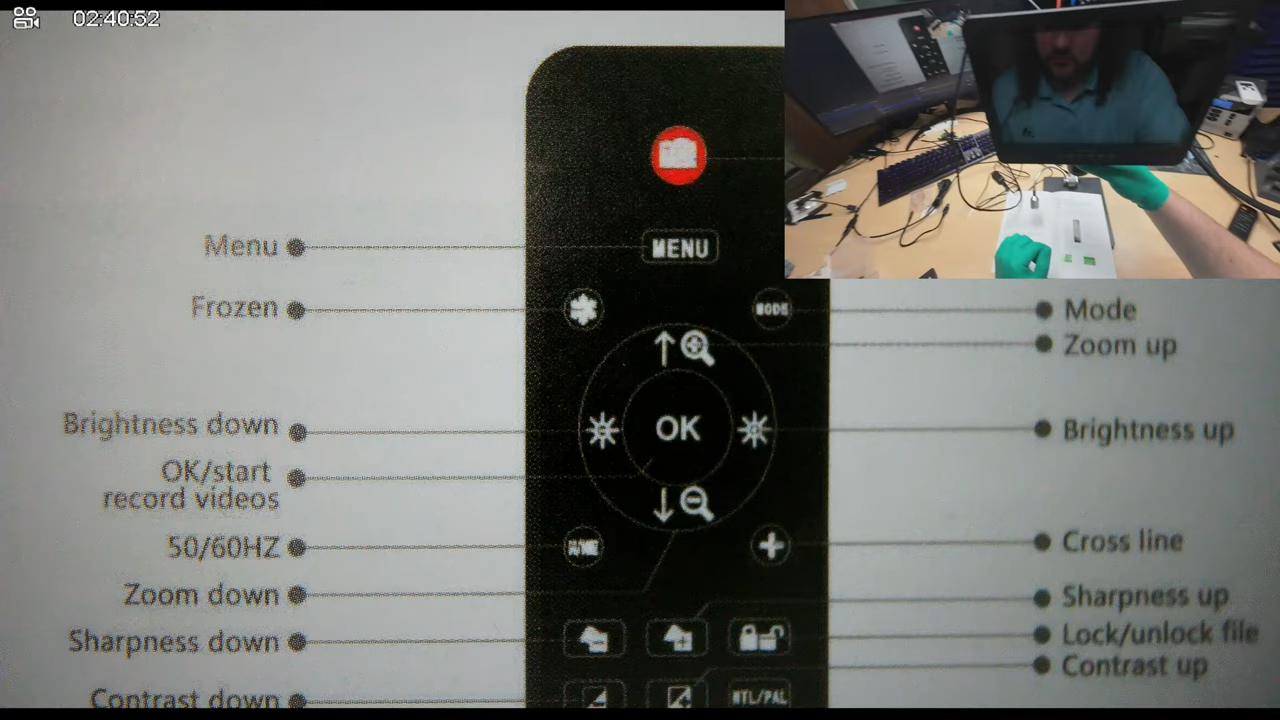 02:40:52
MENU
Menu
Frozen
MODE
Mode
Zoom up
OK
Brightness down
Brightness up
OK/start
record videos
50/60HZ
Cross line
Zoom down
Sharpness up
Sharpness down
Lock/unlock file
Contrast up
Contrast down
NTL/PAL